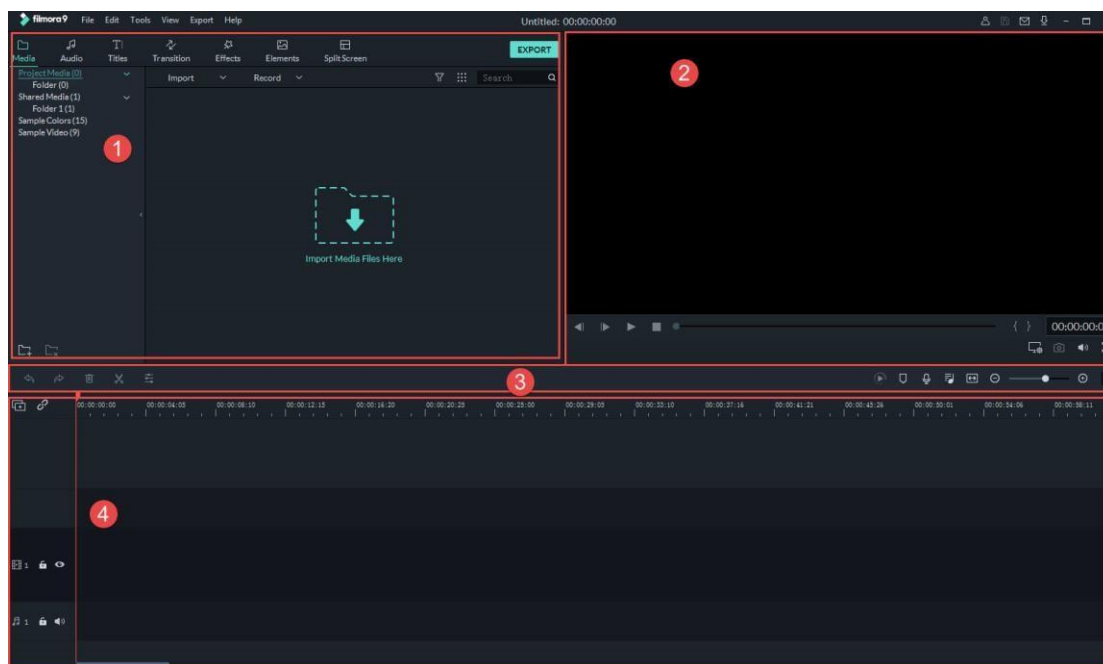 filmora9 File Edit Tools View Export Help Untitled: 00:00:00:00
Media Audio Titles Transition Effects Elements Split Screen EXPORT
Project Media (0) Import Record Search
Folder (0)
Shared Media (1)
Folder 1 (1)
Sample Colors (15)
Sample Video (9)
1
2
Import Media Files Here
{ } 00:00:00:0
3
00:00:00:00 00:00:04:05 00:00:08:10 00:00:12:15 00:00:16:20 00:00:20:25 00:00:25:00 00:00:29:05 00:00:33:10 00:00:37:16 00:00:41:21 00:00:45:26 00:00:50:01 00:00:54:06 00:00:58:11
4
1
1